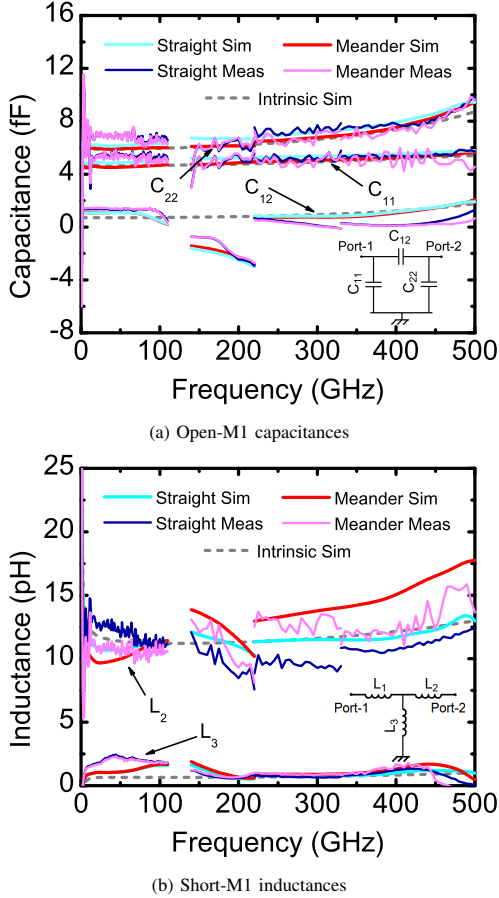 16
12
8
4
0
-4
-8
Capacitance (fF)
Straight Sim
Meander Sim
Straight Meas
Meander Meas
Intrinsic Sim
C22
C12
C11
Port-1
C12
Port-2
C11
C22
0 100 200 300 400 500
Frequency (GHz)
(a) Open-M1 capacitances
25
20
15
10
5
0
Inductance (pH)
Straight Sim
Meander Sim
Straight Meas
Meander Meas
Intrinsic Sim
L2
L3
L1
L2
Port-1
Port-2
L3
0 100 200 300 400 500
Frequency (GHz)
(b) Short-M1 inductances